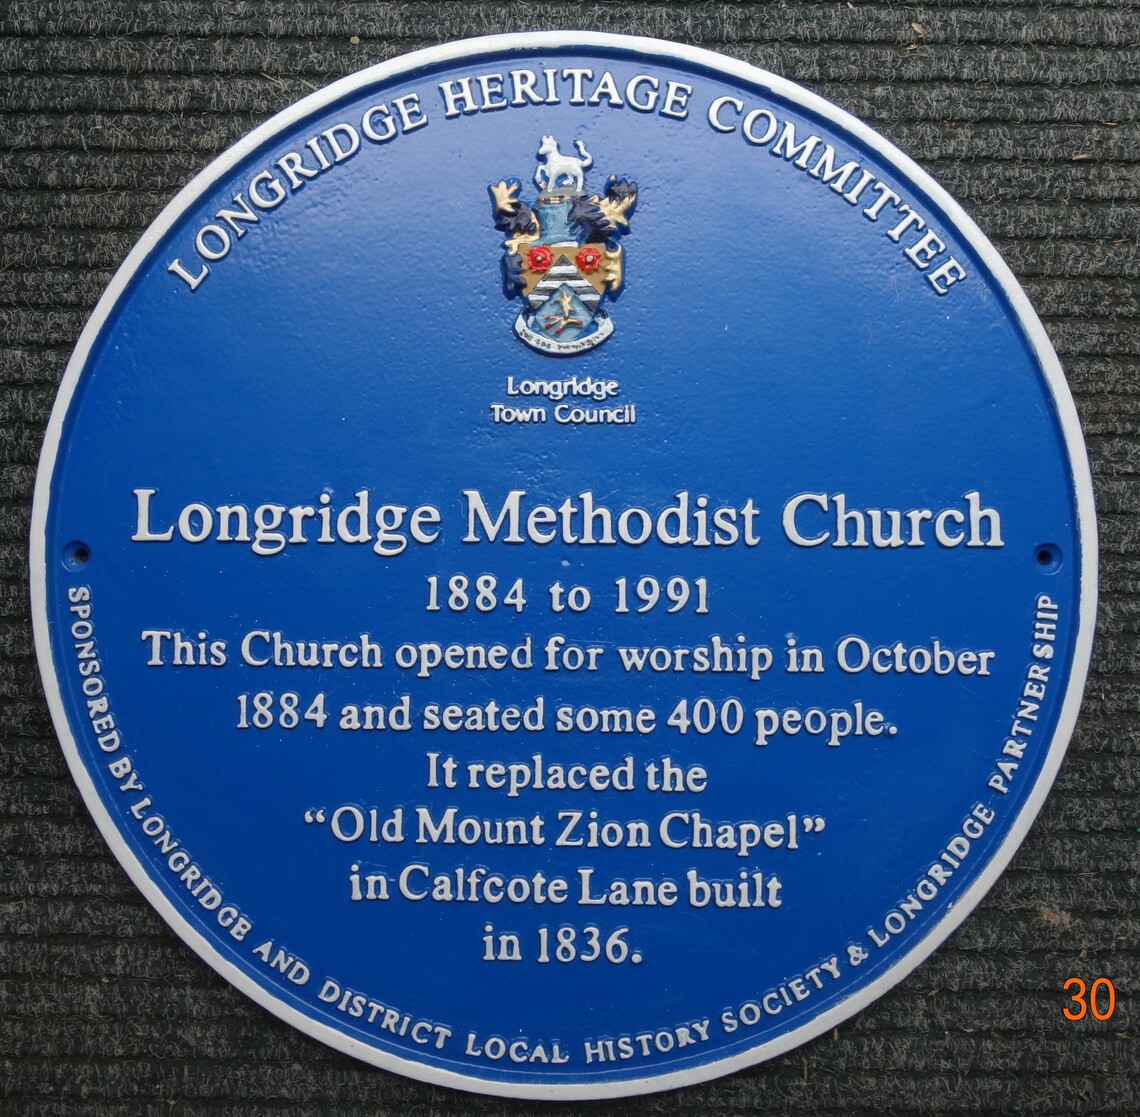 LONGRIDGE HERITAGE COMMITTEE
Longridge
Town Council
Longridge Methodist Church
1884 to 1991
This Church opened for worship in October
1884 and seated some 400 people.
It replaced the
“Old Mount Zion Chapel”
in Calfcote Lane built
in 1836.
SPONSORED BY LONGRIDGE AND DISTRICT LOCAL HISTORY SOCIETY & LONGRIDGE PARTNERSHIP
30